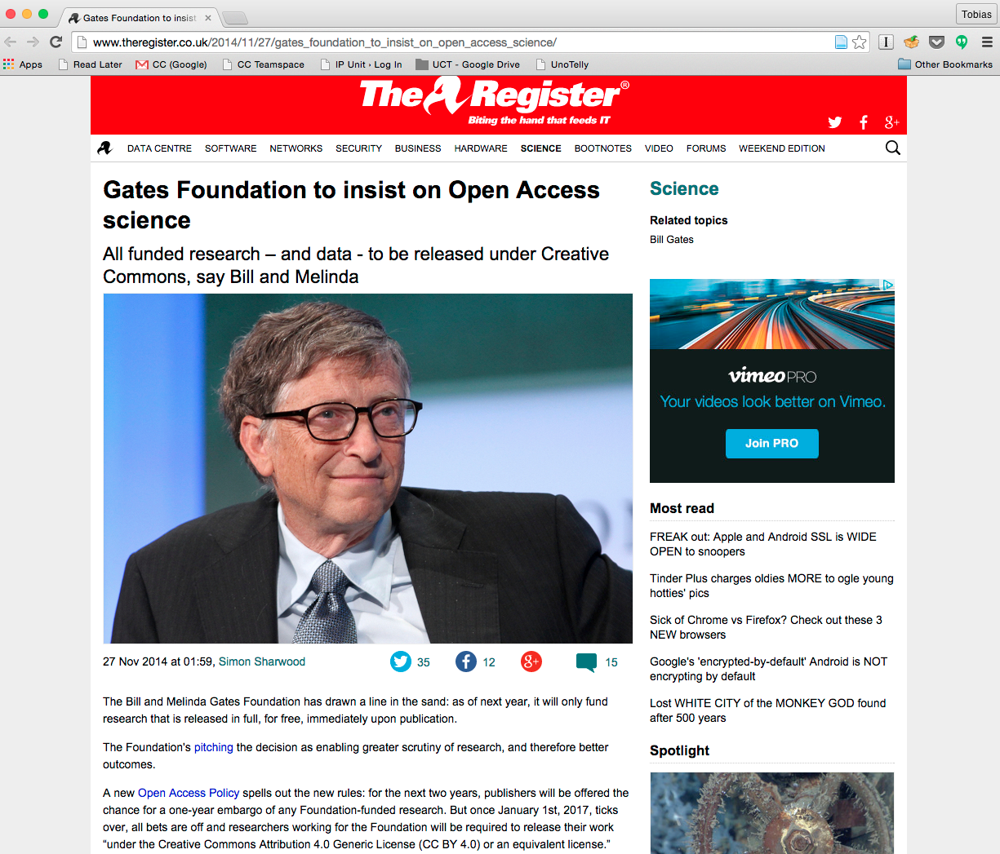 Gates Foundation to insist
Tobias
www.theregister.co.uk/2014/11/27/gates_foundation_to_insist_on_open_access_science/
Apps Read Later CC (Google) CC Teamspace IP Unit › Log In UCT - Google Drive UnoTelly Other Bookmarks
The Register®
Biting the hand that feeds IT
DATA CENTRE SOFTWARE NETWORKS SECURITY BUSINESS HARDWARE SCIENCE BOOTNOTES VIDEO FORUMS WEEKEND EDITION
Gates Foundation to insist on Open Access
science
All funded research – and data - to be released under Creative
Commons, say Bill and Melinda
27 Nov 2014 at 01:59, Simon Sharwood
35 12 15
The Bill and Melinda Gates Foundation has drawn a line in the sand: as of next year, it will only fund
research that is released in full, for free, immediately upon publication.
The Foundation's pitching the decision as enabling greater scrutiny of research, and therefore better
outcomes.
A new Open Access Policy spells out the new rules: for the next two years, publishers will be offered the
chance for a one-year embargo of any Foundation-funded research. But once January 1st, 2017, ticks
over, all bets are off and researchers working for the Foundation will be required to release their work
“under the Creative Commons Attribution 4.0 Generic License (CC BY 4.0) or an equivalent license.”
Science
Related topics
Bill Gates
vimeo PRO
Your videos look better on Vimeo.
Join PRO
Most read
FREAK out: Apple and Android SSL is WIDE
OPEN to snoopers
Tinder Plus charges oldies MORE to ogle young
hotties' pics
Sick of Chrome vs Firefox? Check out these 3
NEW browsers
Google's 'encrypted-by-default' Android is NOT
encrypting by default
Lost WHITE CITY of the MONKEY GOD found
after 500 years
Spotlight